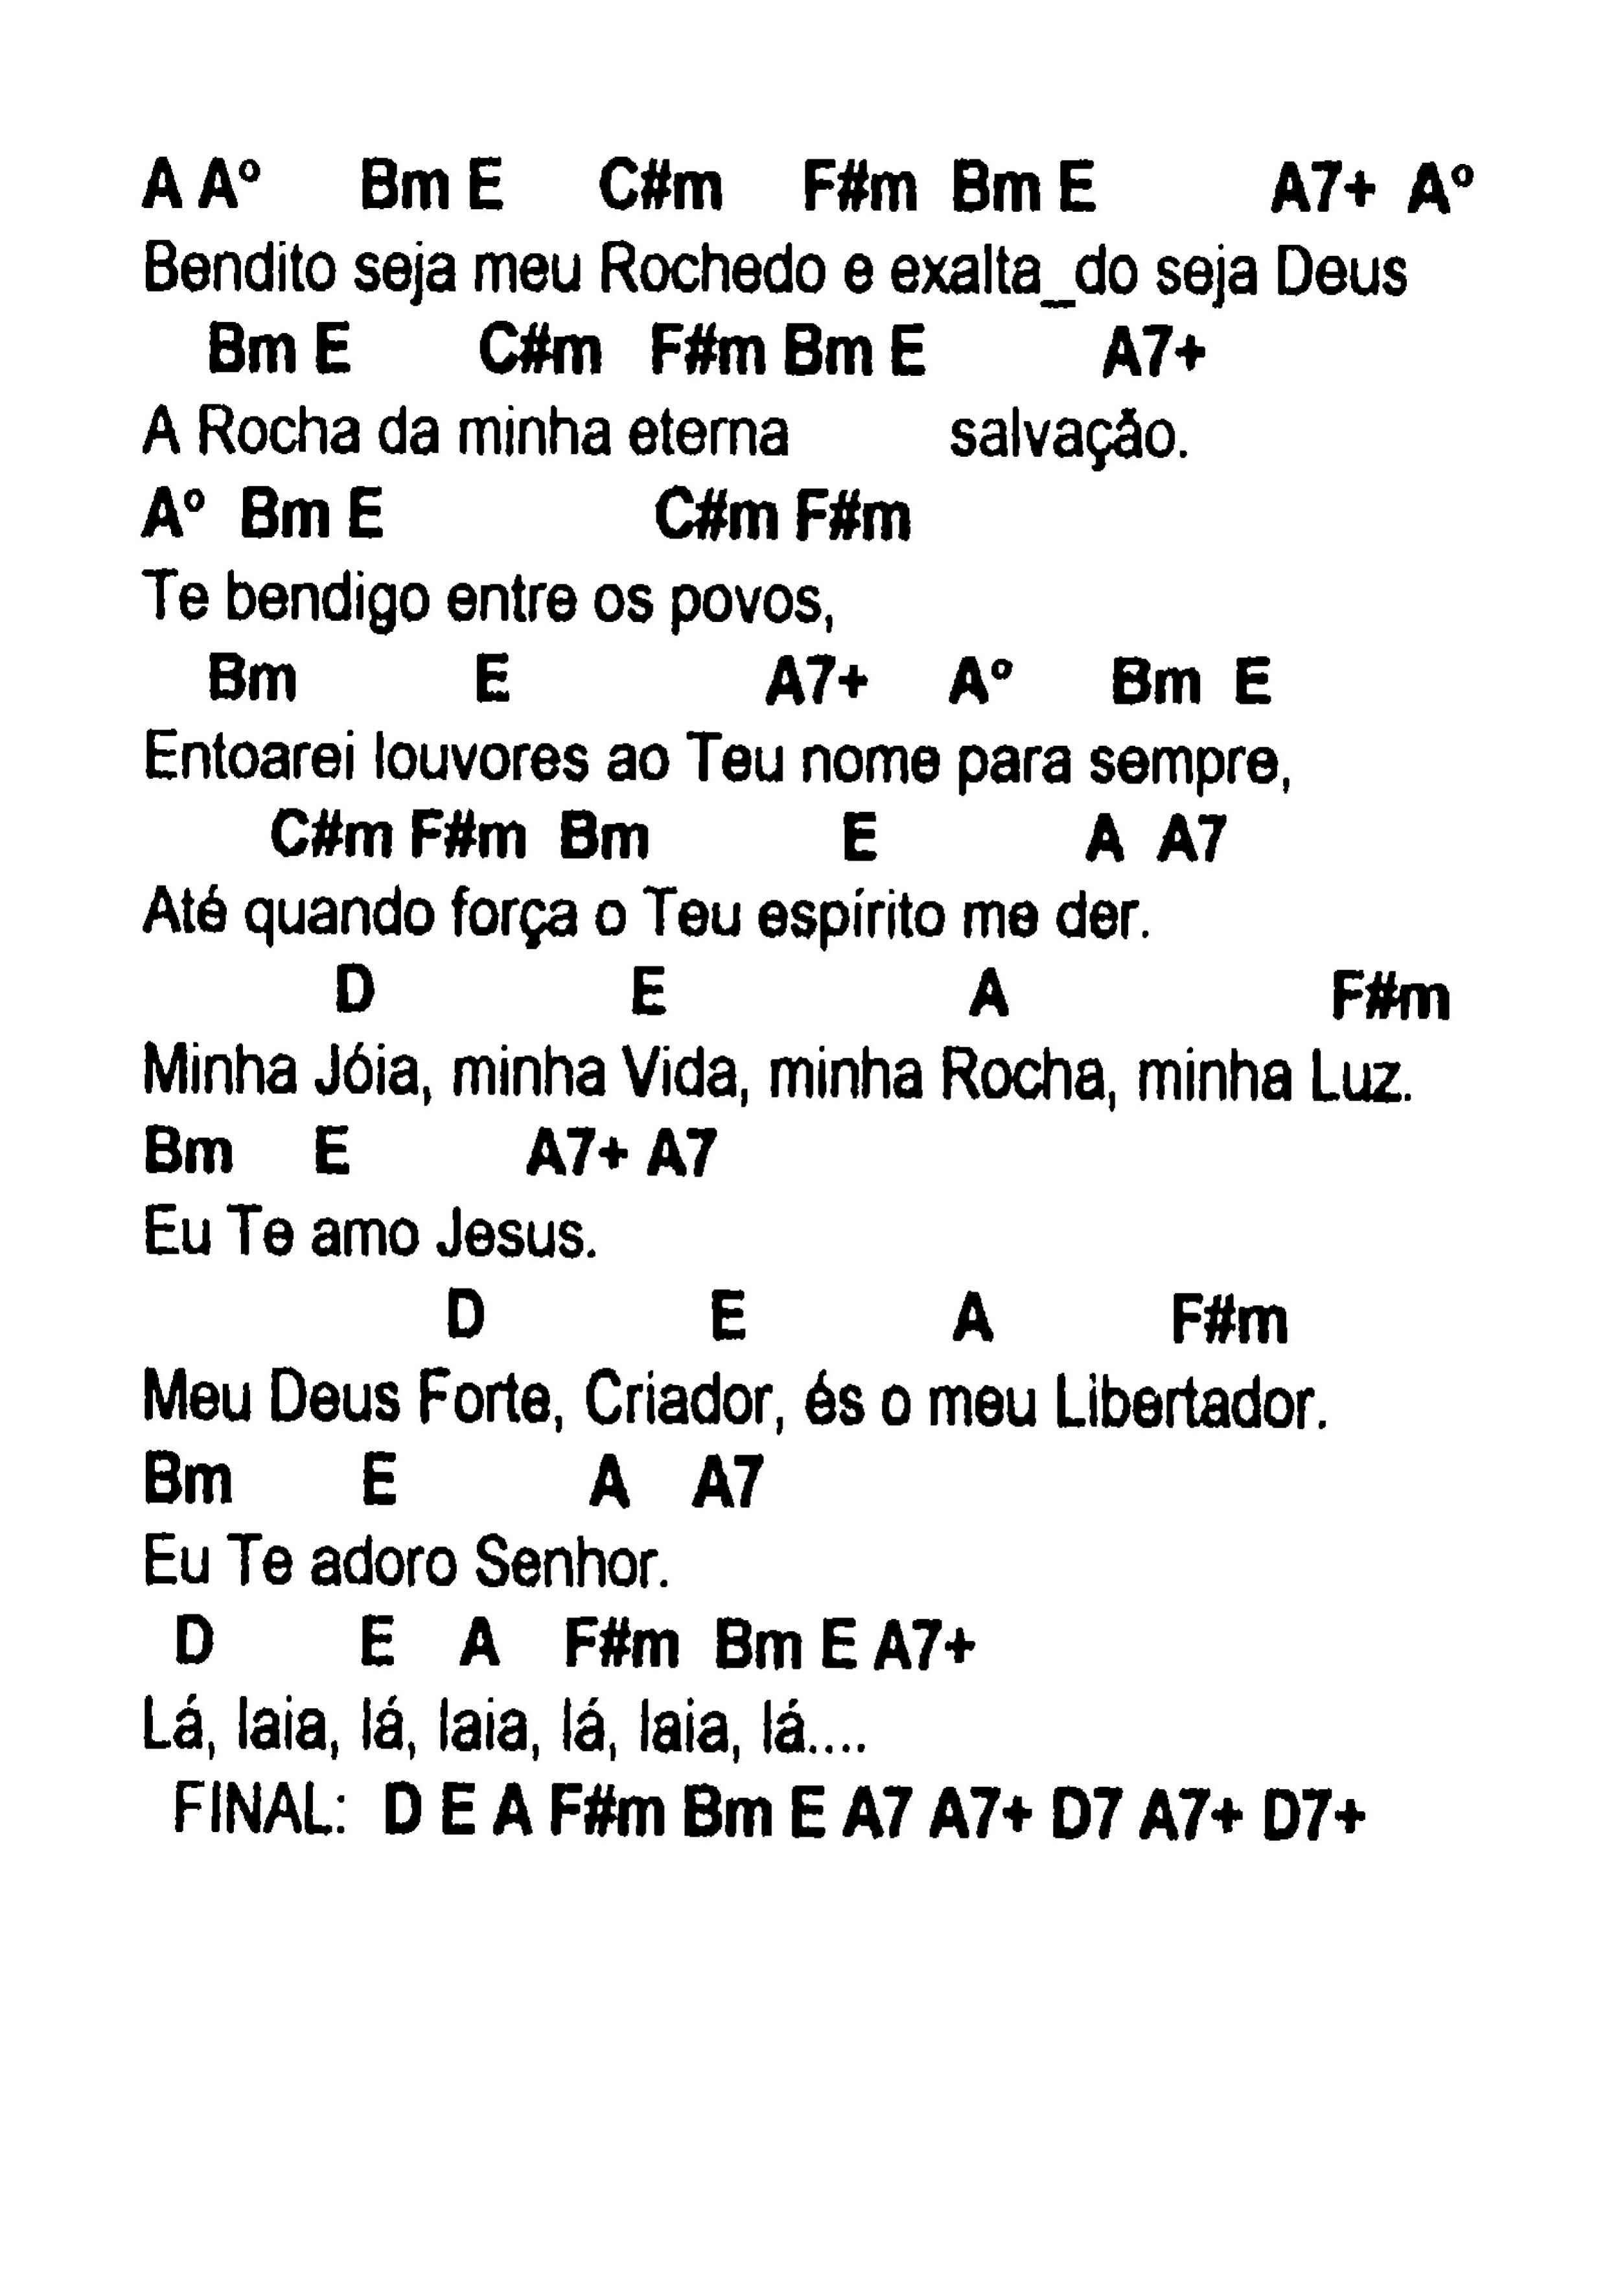 A Aº Bm E C#m F#m Bm E A7+ Aº
Bendito seja meu Rochedo e exalta_do seja Deus
Bm E C#m F#m Bm E A7+
A Rocha da minha eterna salvação.
Aº Bm E C#m F#m
Te bendigo entre os povos,
Bm E A7+ Aº Bm E
Entoarei louvores ao Teu nome para sempre,
C#m F#m Bm E A A7
Até quando força o Teu espírito me der.
D E A F#m
Minha Jóia, minha Vida, minha Rocha, minha Luz.
Bm E A7+ A7
Eu Te amo Jesus.
D E A F#m
Meu Deus Forte, Criador, és o meu Libertador.
Bm E A A7
Eu Te adoro Senhor.
D E A F#m Bm E A7+
Lá, laia, lá, laia, lá, laia, lá....
FINAL: D E A F#m Bm E A7 A7+ D7 A7+ D7+